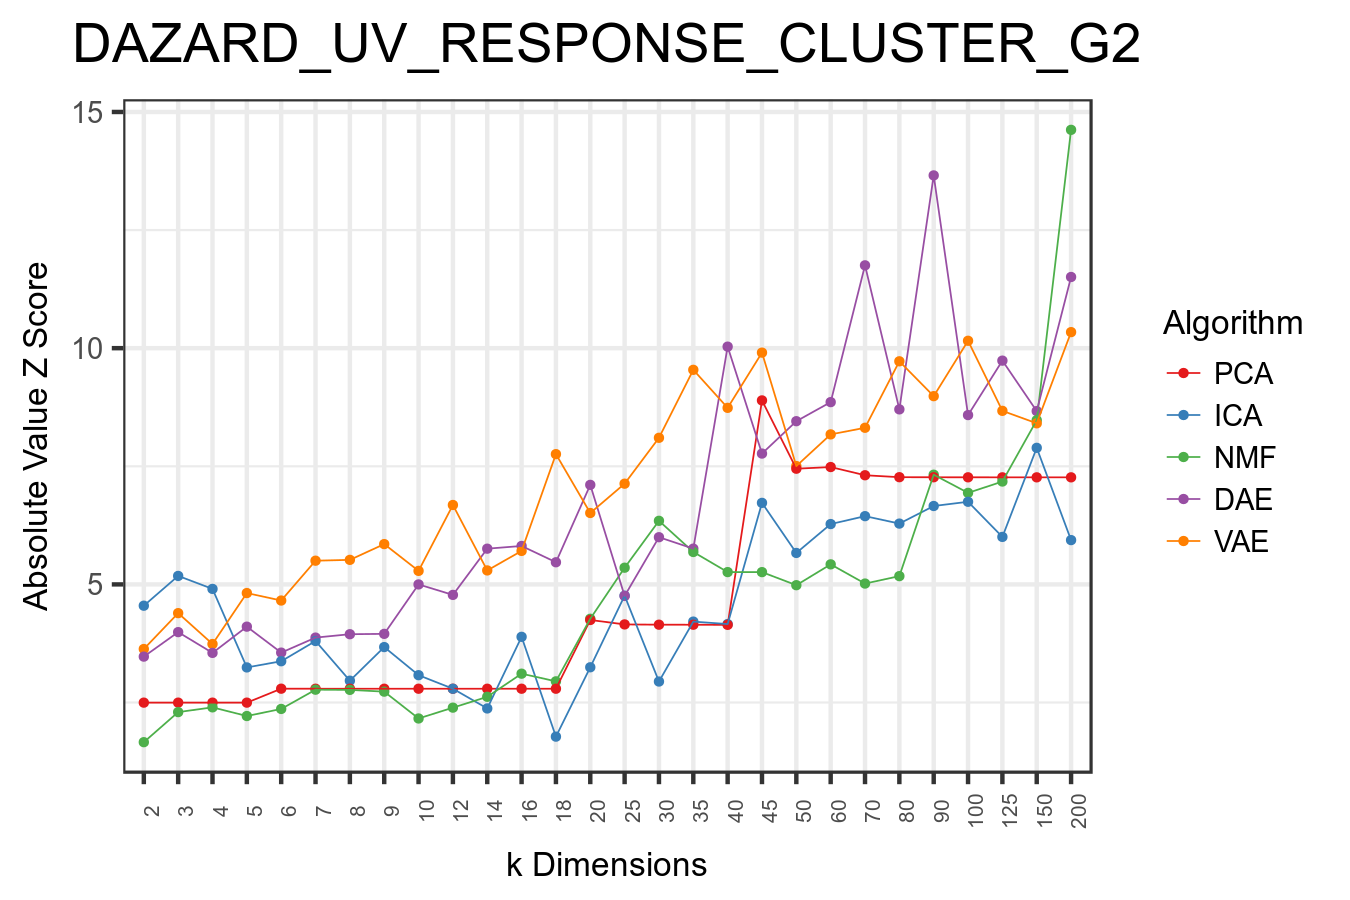 DAZARD_UV_RESPONSE_CLUSTER_G2
15
10
5
Absolute Value Z Score
2 3 4 5 6 7 8 9 10 12 14 16 18 20 25 30 35 40 45 50 60 70 80 90 100 125 150 200
k Dimensions
Algorithm
PCA
ICA
NMF
DAE
VAE